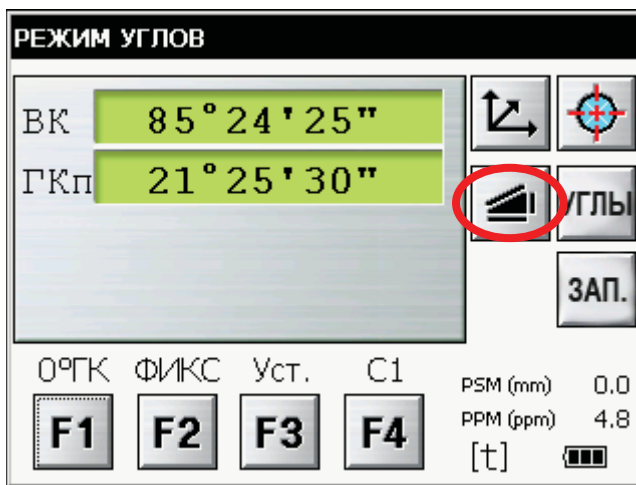 РЕЖИМ УГЛОВ
ВК 85°24'25"
ГКп 21°25'30"
УГЛЫ
ЗАП.
0°ГК ФИКС Уст. С1
F1 F2 F3 F4
PSM (mm) 0.0
PPM (ppm) 4.8
[t]